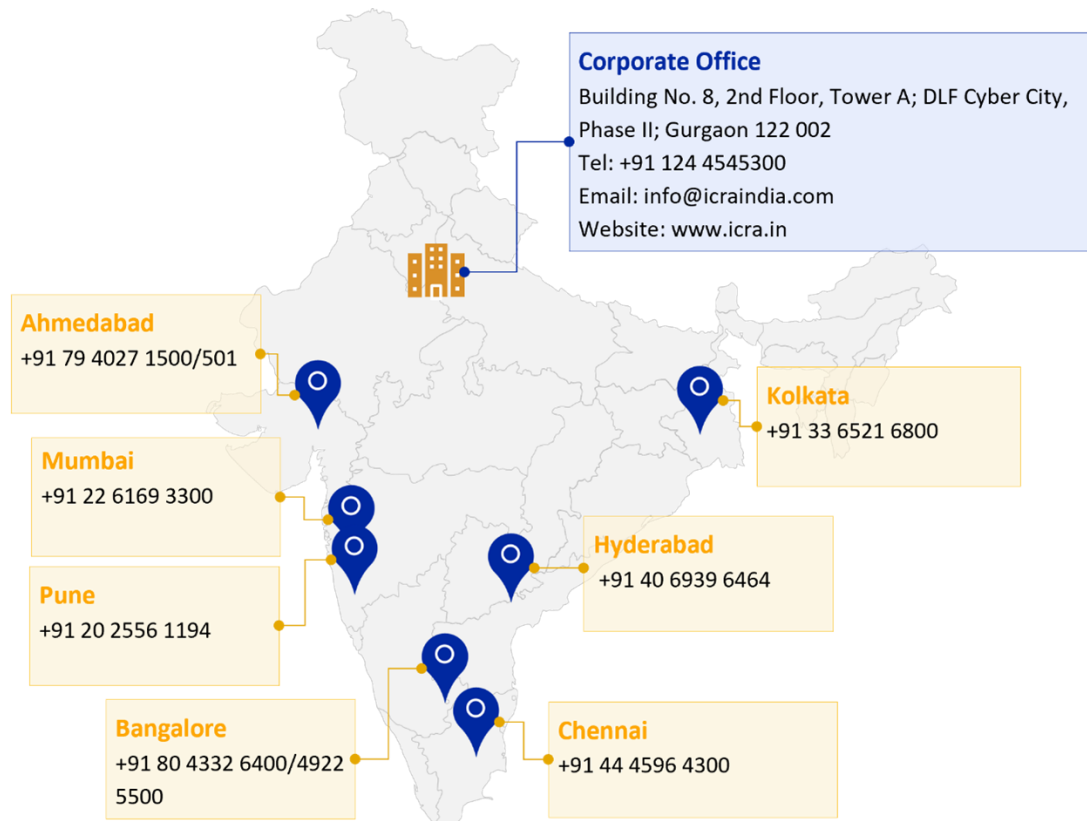 Corporate Office
Building No. 8, 2nd Floor, Tower A; DLF Cyber City,
Phase II; Gurgaon 122 002
Tel: +91 124 4545300
Email: info@icraindia.com
Website: www.icra.in
Ahmedabad
+91 79 4027 1500/501
Kolkata
+91 33 6521 6800
Mumbai
+91 22 6169 3300
Hyderabad
+91 40 6939 6464
Pune
+91 20 2556 1194
Bangalore
+91 80 4332 6400/4922
5500
Chennai
+91 44 4596 4300